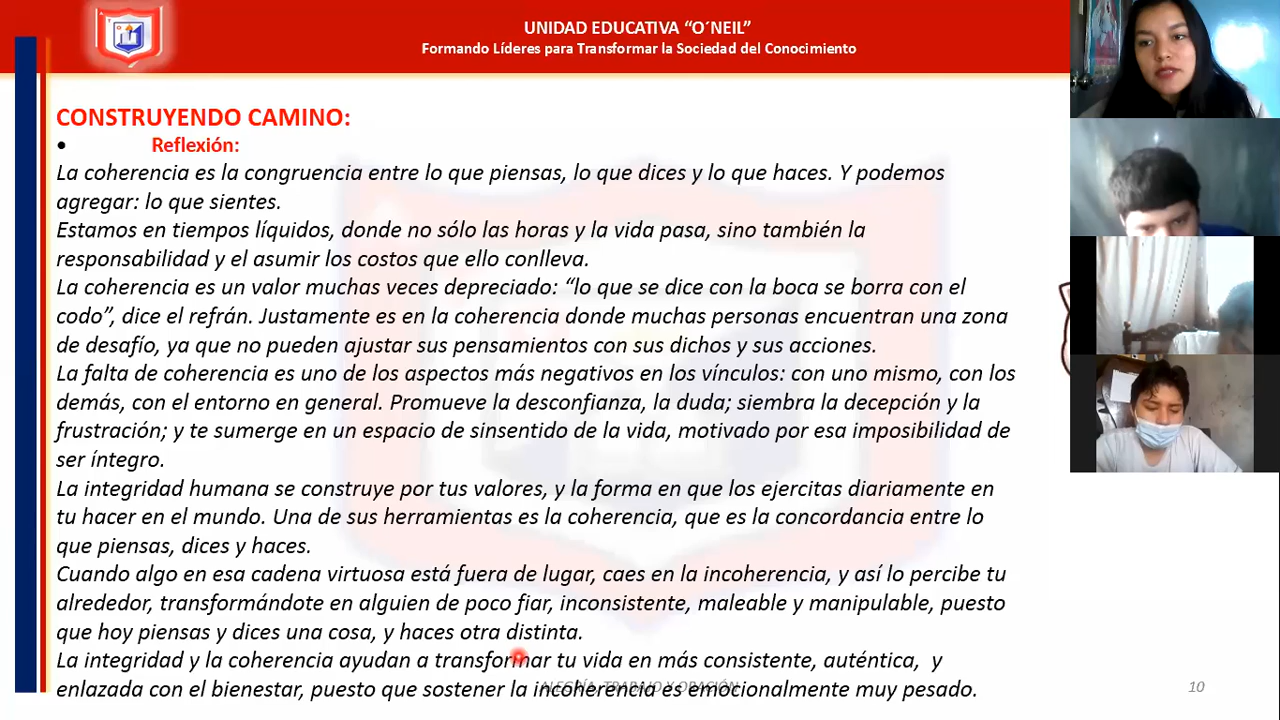 UNIDAD EDUCATIVA “O´NEIL”
Formando Líderes para Transformar la Sociedad del Conocimiento
CONSTRUYENDO CAMINO:
• Reflexión:
La coherencia es la congruencia entre lo que piensas, lo que dices y lo que haces. Y podemos
agregar: lo que sientes.
Estamos en tiempos líquidos, donde no sólo las horas y la vida pasa, sino también la
responsabilidad y el asumir los costos que ello conlleva.
La coherencia es un valor muchas veces depreciado: “lo que se dice con la boca se borra con el
codo”, dice el refrán. Justamente es en la coherencia donde muchas personas encuentran una zona
de desafío, ya que no pueden ajustar sus pensamientos con sus dichos y sus acciones.
La falta de coherencia es uno de los aspectos más negativos en los vínculos: con uno mismo, con los
demás, con el entorno en general. Promueve la desconfianza, la duda; siembra la decepción y la
frustración; y te sumerge en un espacio de sinsentido de la vida, motivado por esa imposibilidad de
ser íntegro.
La integridad humana se construye por tus valores, y la forma en que los ejercitas diariamente en
tu hacer en el mundo. Una de sus herramientas es la coherencia, que es la concordancia entre lo
que piensas, dices y haces.
Cuando algo en esa cadena virtuosa está fuera de lugar, caes en la incoherencia, y así lo percibe tu
alrededor, transformándote en alguien de poco fiar, inconsistente, maleable y manipulable, puesto
que hoy piensas y dices una cosa, y haces otra distinta.
La integridad y la coherencia ayudan a transformar tu vida en más consistente, auténtica, y
enlazada con el bienestar, puesto que sostener la incoherencia es emocionalmente muy pesado.
ALEGRÍA, TRABAJO Y ORACIÓN
10